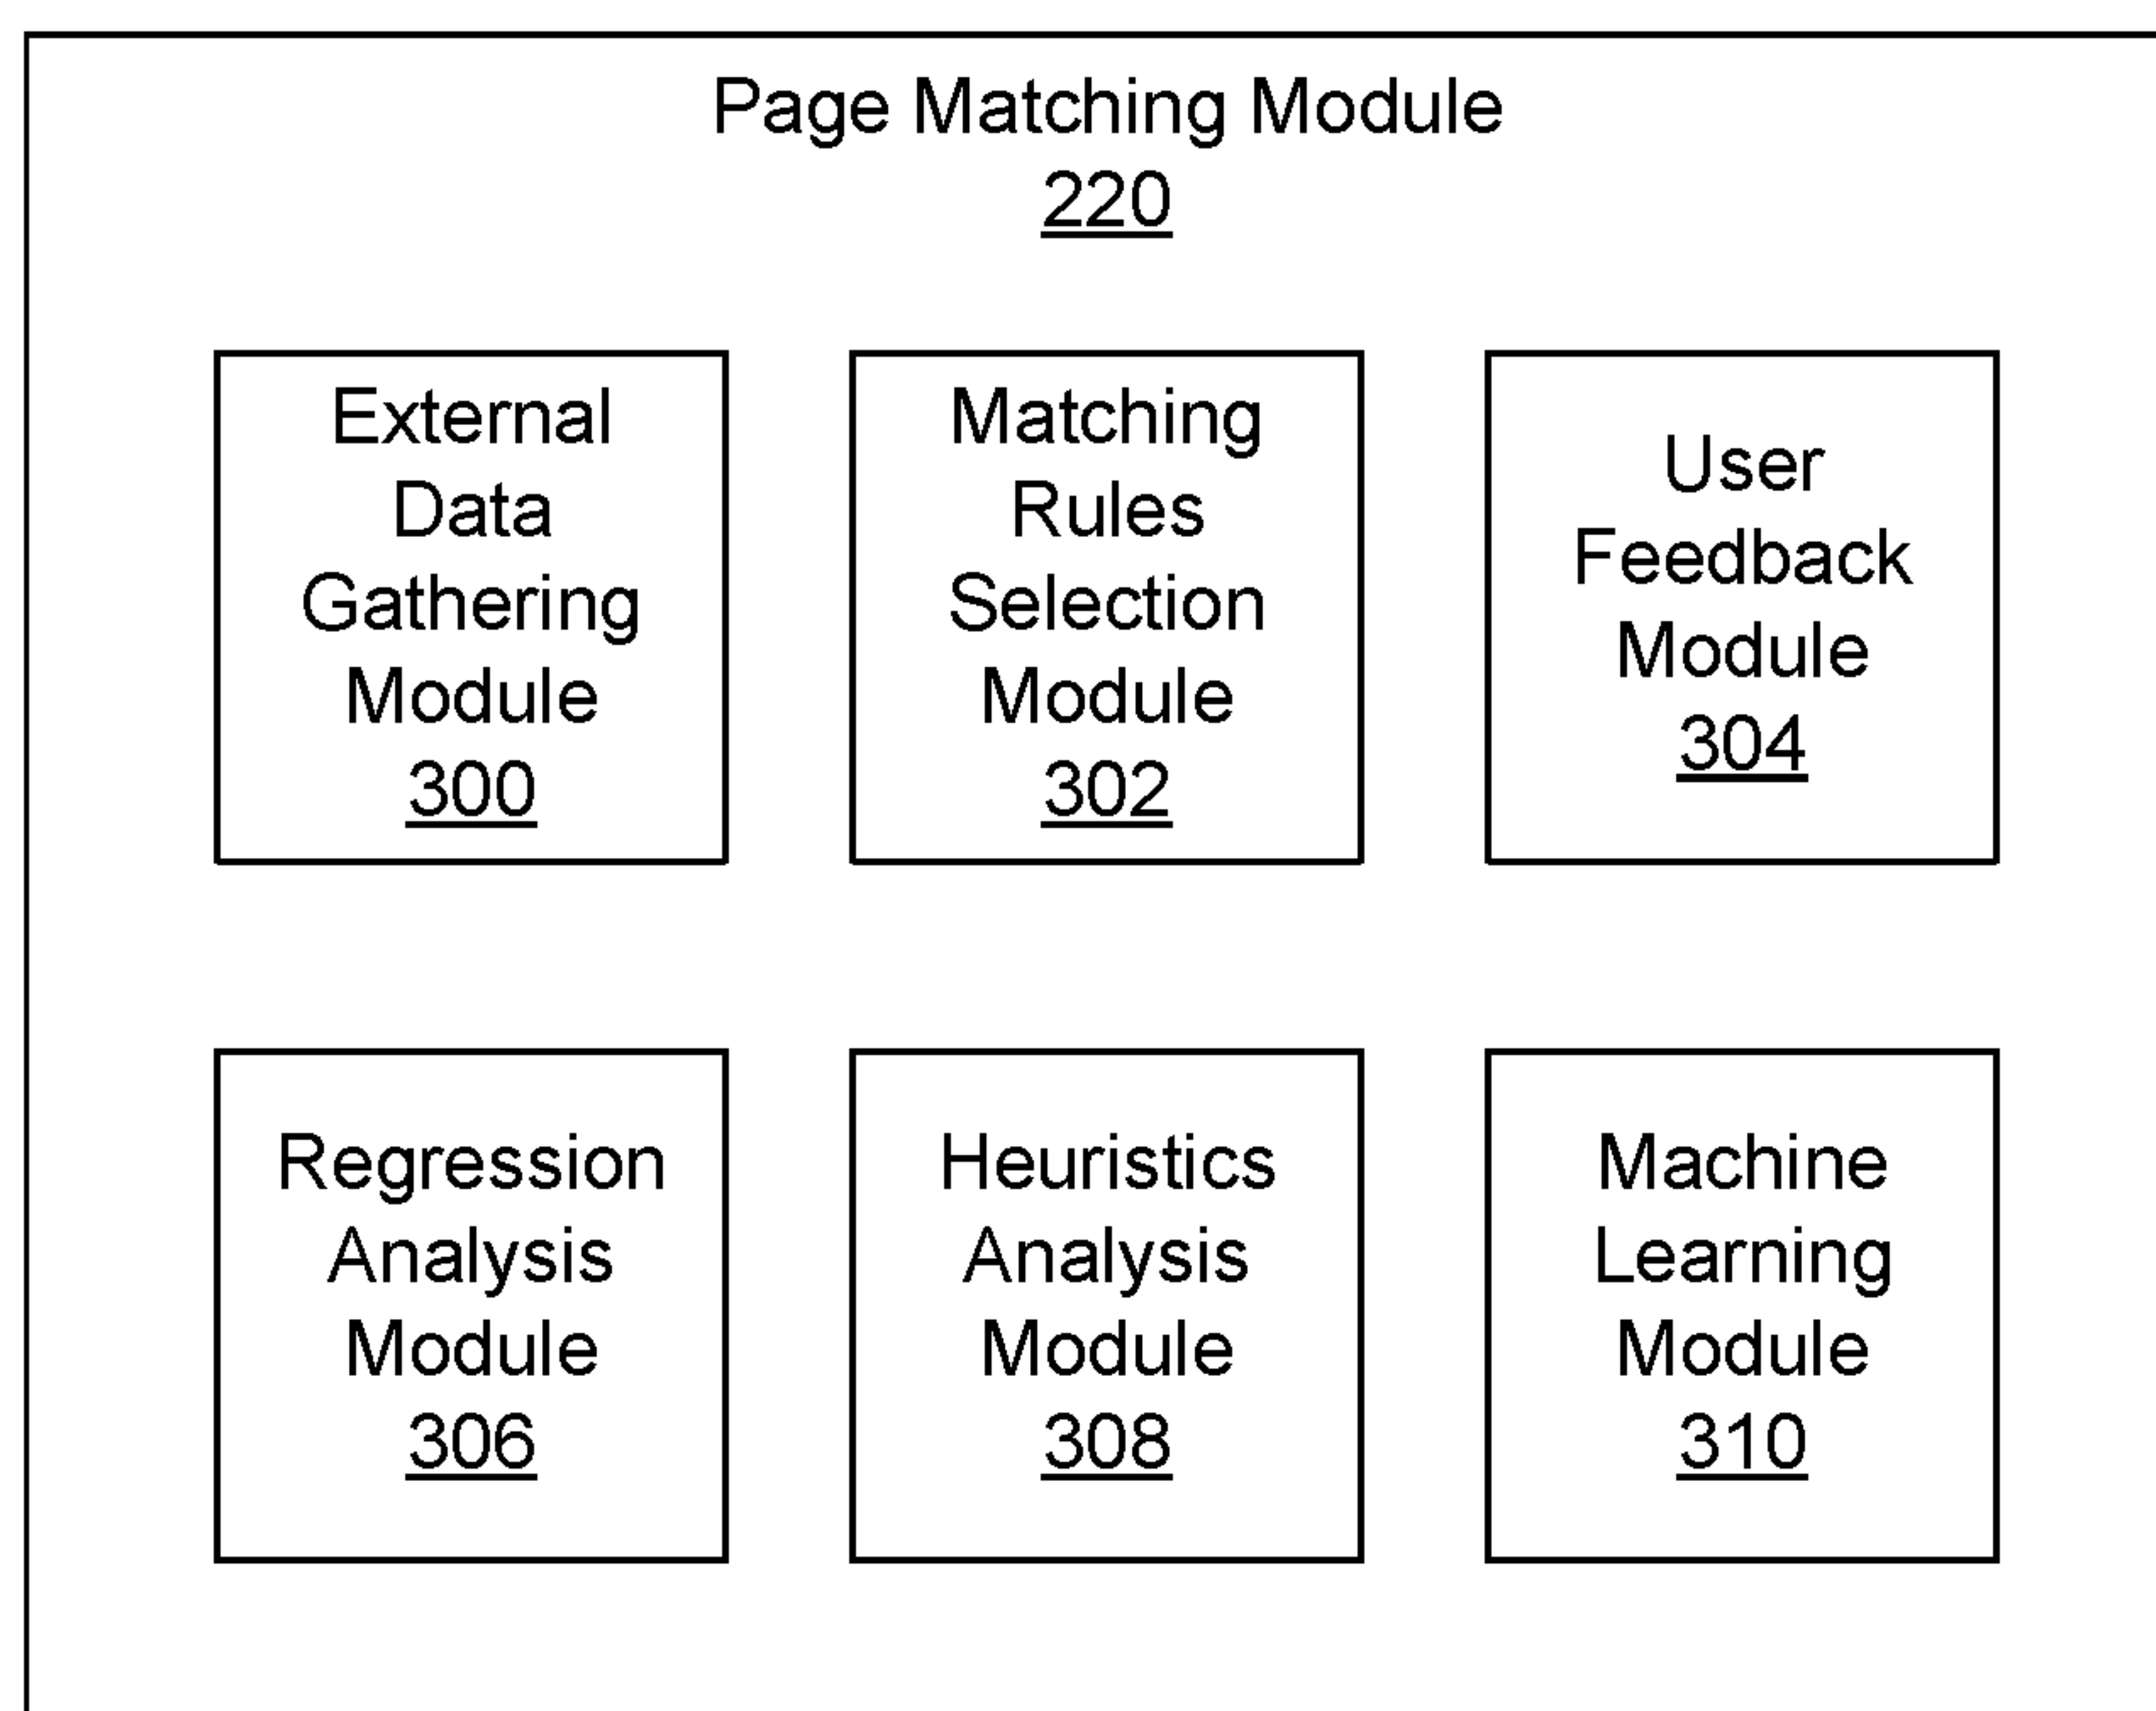 Page Matching Module
220
External
Data
Gathering
Module
300
Matching
Rules
Selection
Module
302
User
Feedback
Module
304
Regression
Analysis
Module
306
Heuristics
Analysis
Module
308
Machine
Learning
Module
310